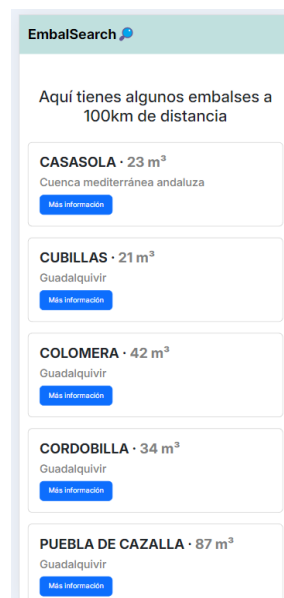 EmbalSearch
Aquí tienes algunos embalses a
100km de distancia
CASASOLA · 23 m³
Cuenca mediterránea andaluza
Más información
CUBILLAS · 21 m³
Guadalquivir
Más información
COLOMERA · 42 m³
Guadalquivir
Más información
CORDOBILLA · 34 m³
Guadalquivir
Más información
PUEBLA DE CAZALLA · 87 m³
Guadalquivir
Más información